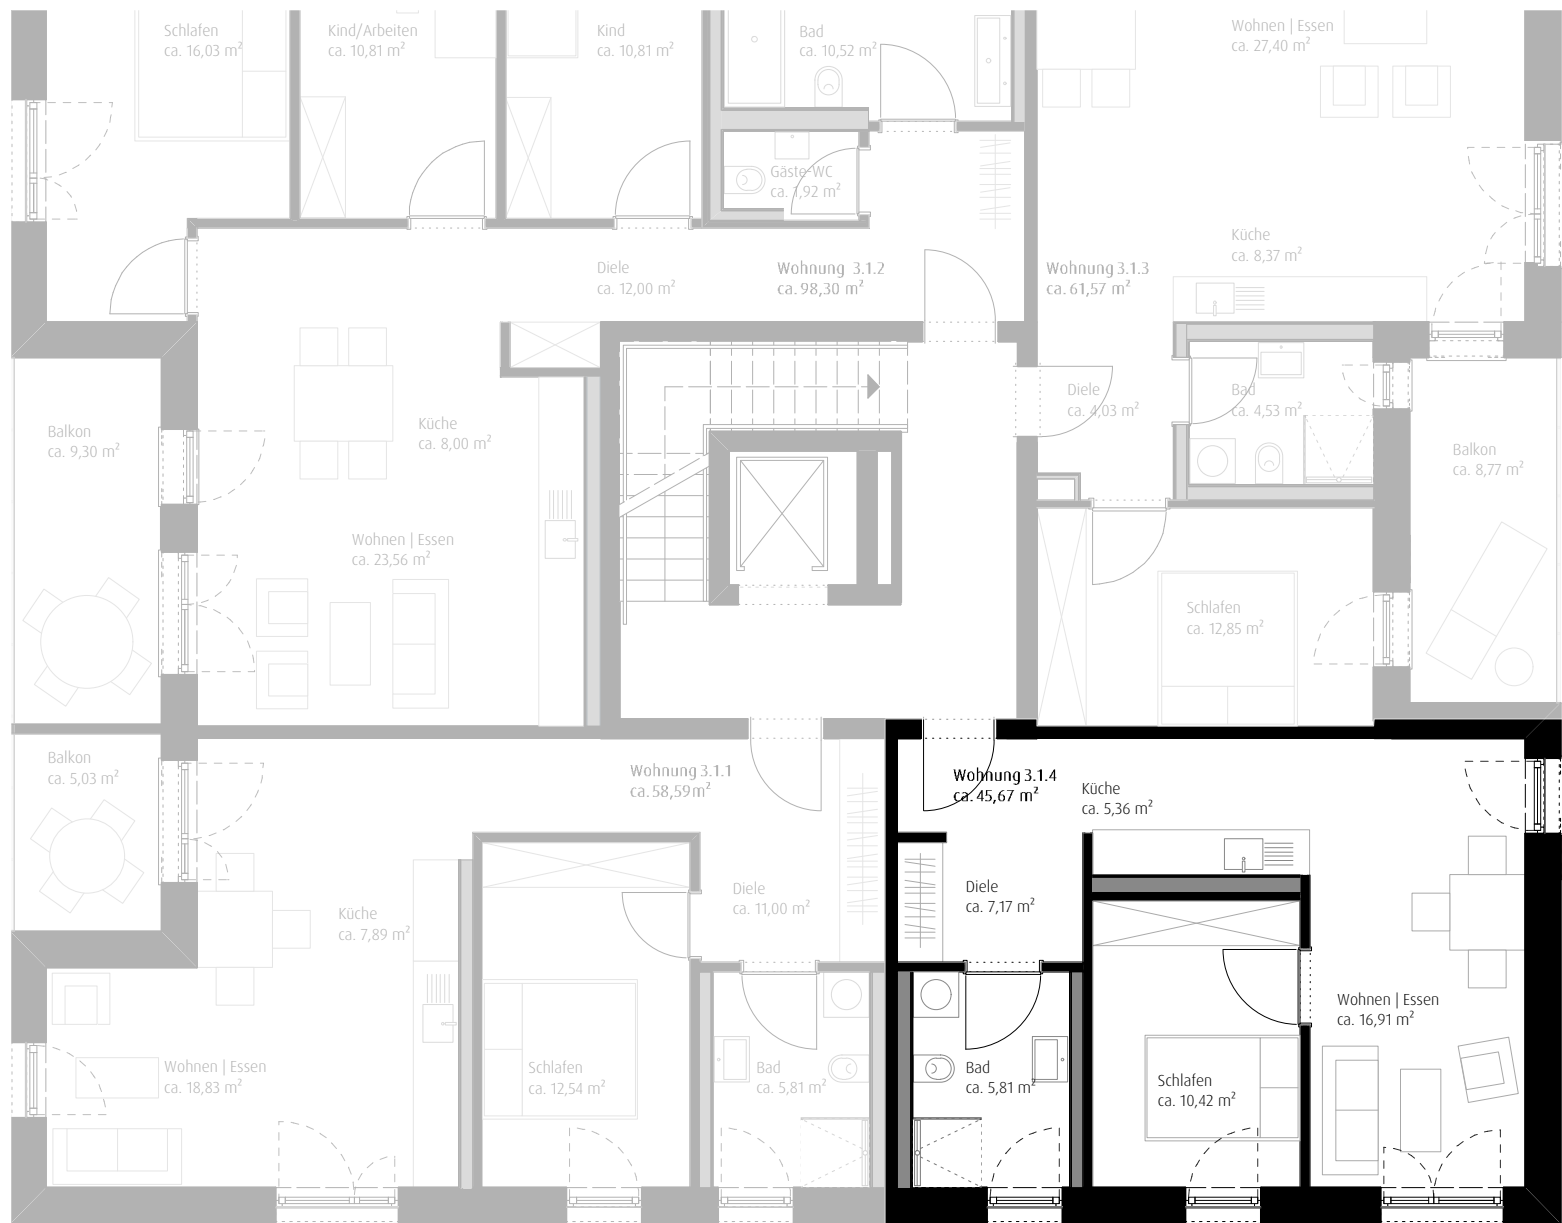 Schlafen
ca. 16,03 m²
Kind/Arbeiten
ca. 10,81 m²
Kind
ca. 10,81 m²
Bad
ca. 10,52 m²
Wohnen | Essen
ca. 27,40 m²
Gäste-WC
ca. 1,92 m²
Küche
ca. 8,37 m²
Diele
ca. 12,00 m²
Wohnung 3.1.2
ca. 98,30 m²
Wohnung 3.1.3
ca. 61,57 m²
Diele
ca. 4,03 m²
Bad
ca. 4,53 m²
Balkon
ca. 9,30 m²
Küche
ca. 8,00 m²
Balkon
ca. 8,77 m²
Wohnen | Essen
ca. 23,56 m²
Schlafen
ca. 12,85 m²
Balkon
ca. 5,03 m²
Wohnung 3.1.1
ca. 58,59 m²
Wohnung 3.1.4
ca. 45,67 m²
Küche
ca. 5,36 m²
Diele
ca. 11,00 m²
Diele
ca. 7,17 m²
Küche
ca. 7,89 m²
Wohnen | Essen
ca. 16,91 m²
Wohnen | Essen
ca. 18,83 m²
Schlafen
ca. 12,54 m²
Bad
ca. 5,81 m²
Bad
ca. 5,81 m²
Schlafen
ca. 10,42 m²